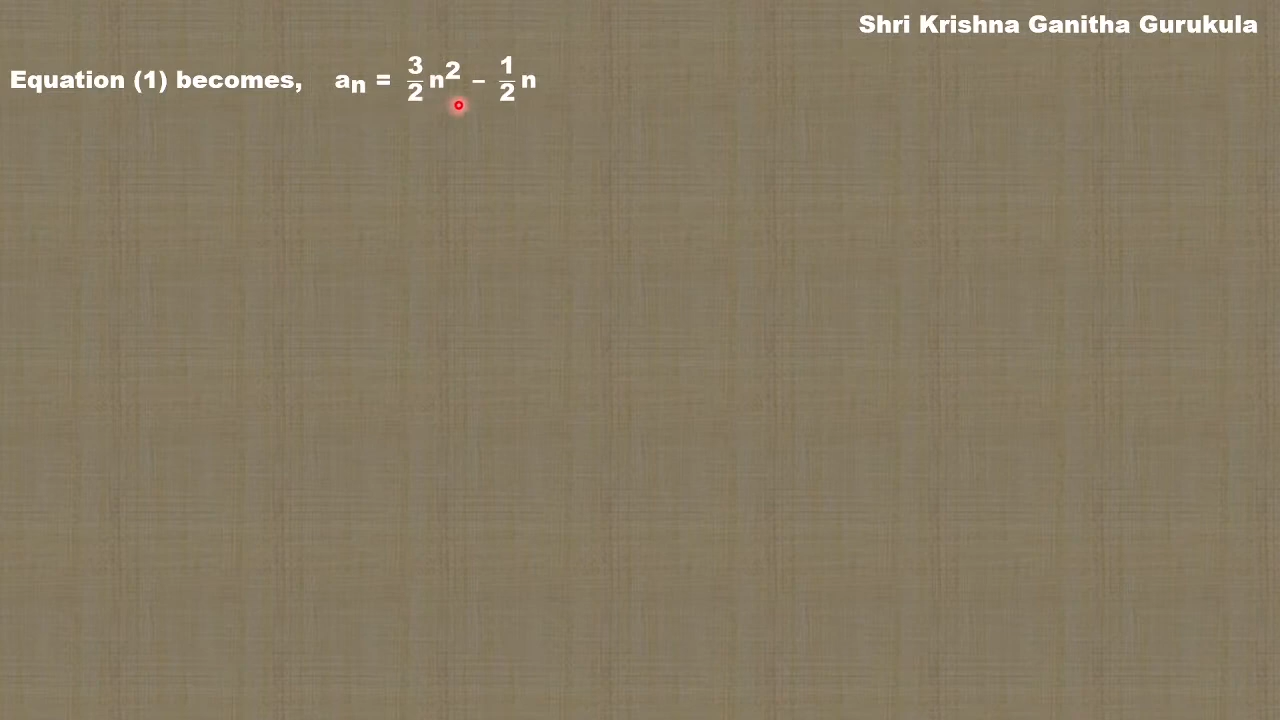 Shri Krishna Ganitha Gurukula
Equation (1) becomes, aₙ = 3/2 n² – 1/2 n